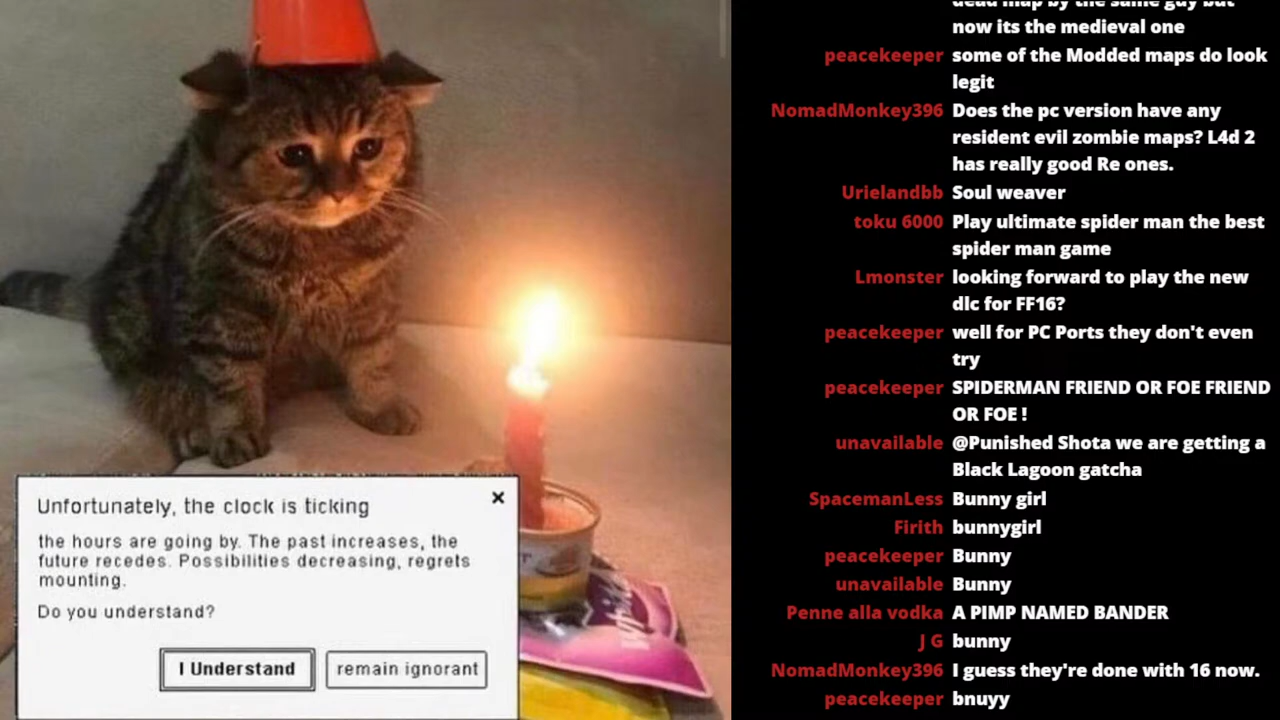 dead map by the same guy but
now its the medieval one
peacekeeper some of the Modded maps do look
legit
NomadMonkey396 Does the pc version have any
resident evil zombie maps? L4d 2
has really good Re ones.
Urielandbb Soul weaver
toku 6000 Play ultimate spider man the best
spider man game
Lmonster looking forward to play the new
dlc for FF16?
peacekeeper well for PC Ports they don't even
try
peacekeeper SPIDERMAN FRIEND OR FOE FRIEND
OR FOE !
unavailable @Punished Shota we are getting a
Black Lagoon gatcha
SpacemanLess Bunny girl
Firith bunnygirl
peacekeeper Bunny
unavailable Bunny
Penne alla vodka A PIMP NAMED BANDER
J G bunny
NomadMonkey396 I guess they're done with 16 now.
peacekeeper bnuyy
Unfortunately, the clock is ticking
the hours are going by. The past increases, the
future recedes. Possibilities decreasing, regrets
mounting.
Do you understand?
I Understand
remain ignorant